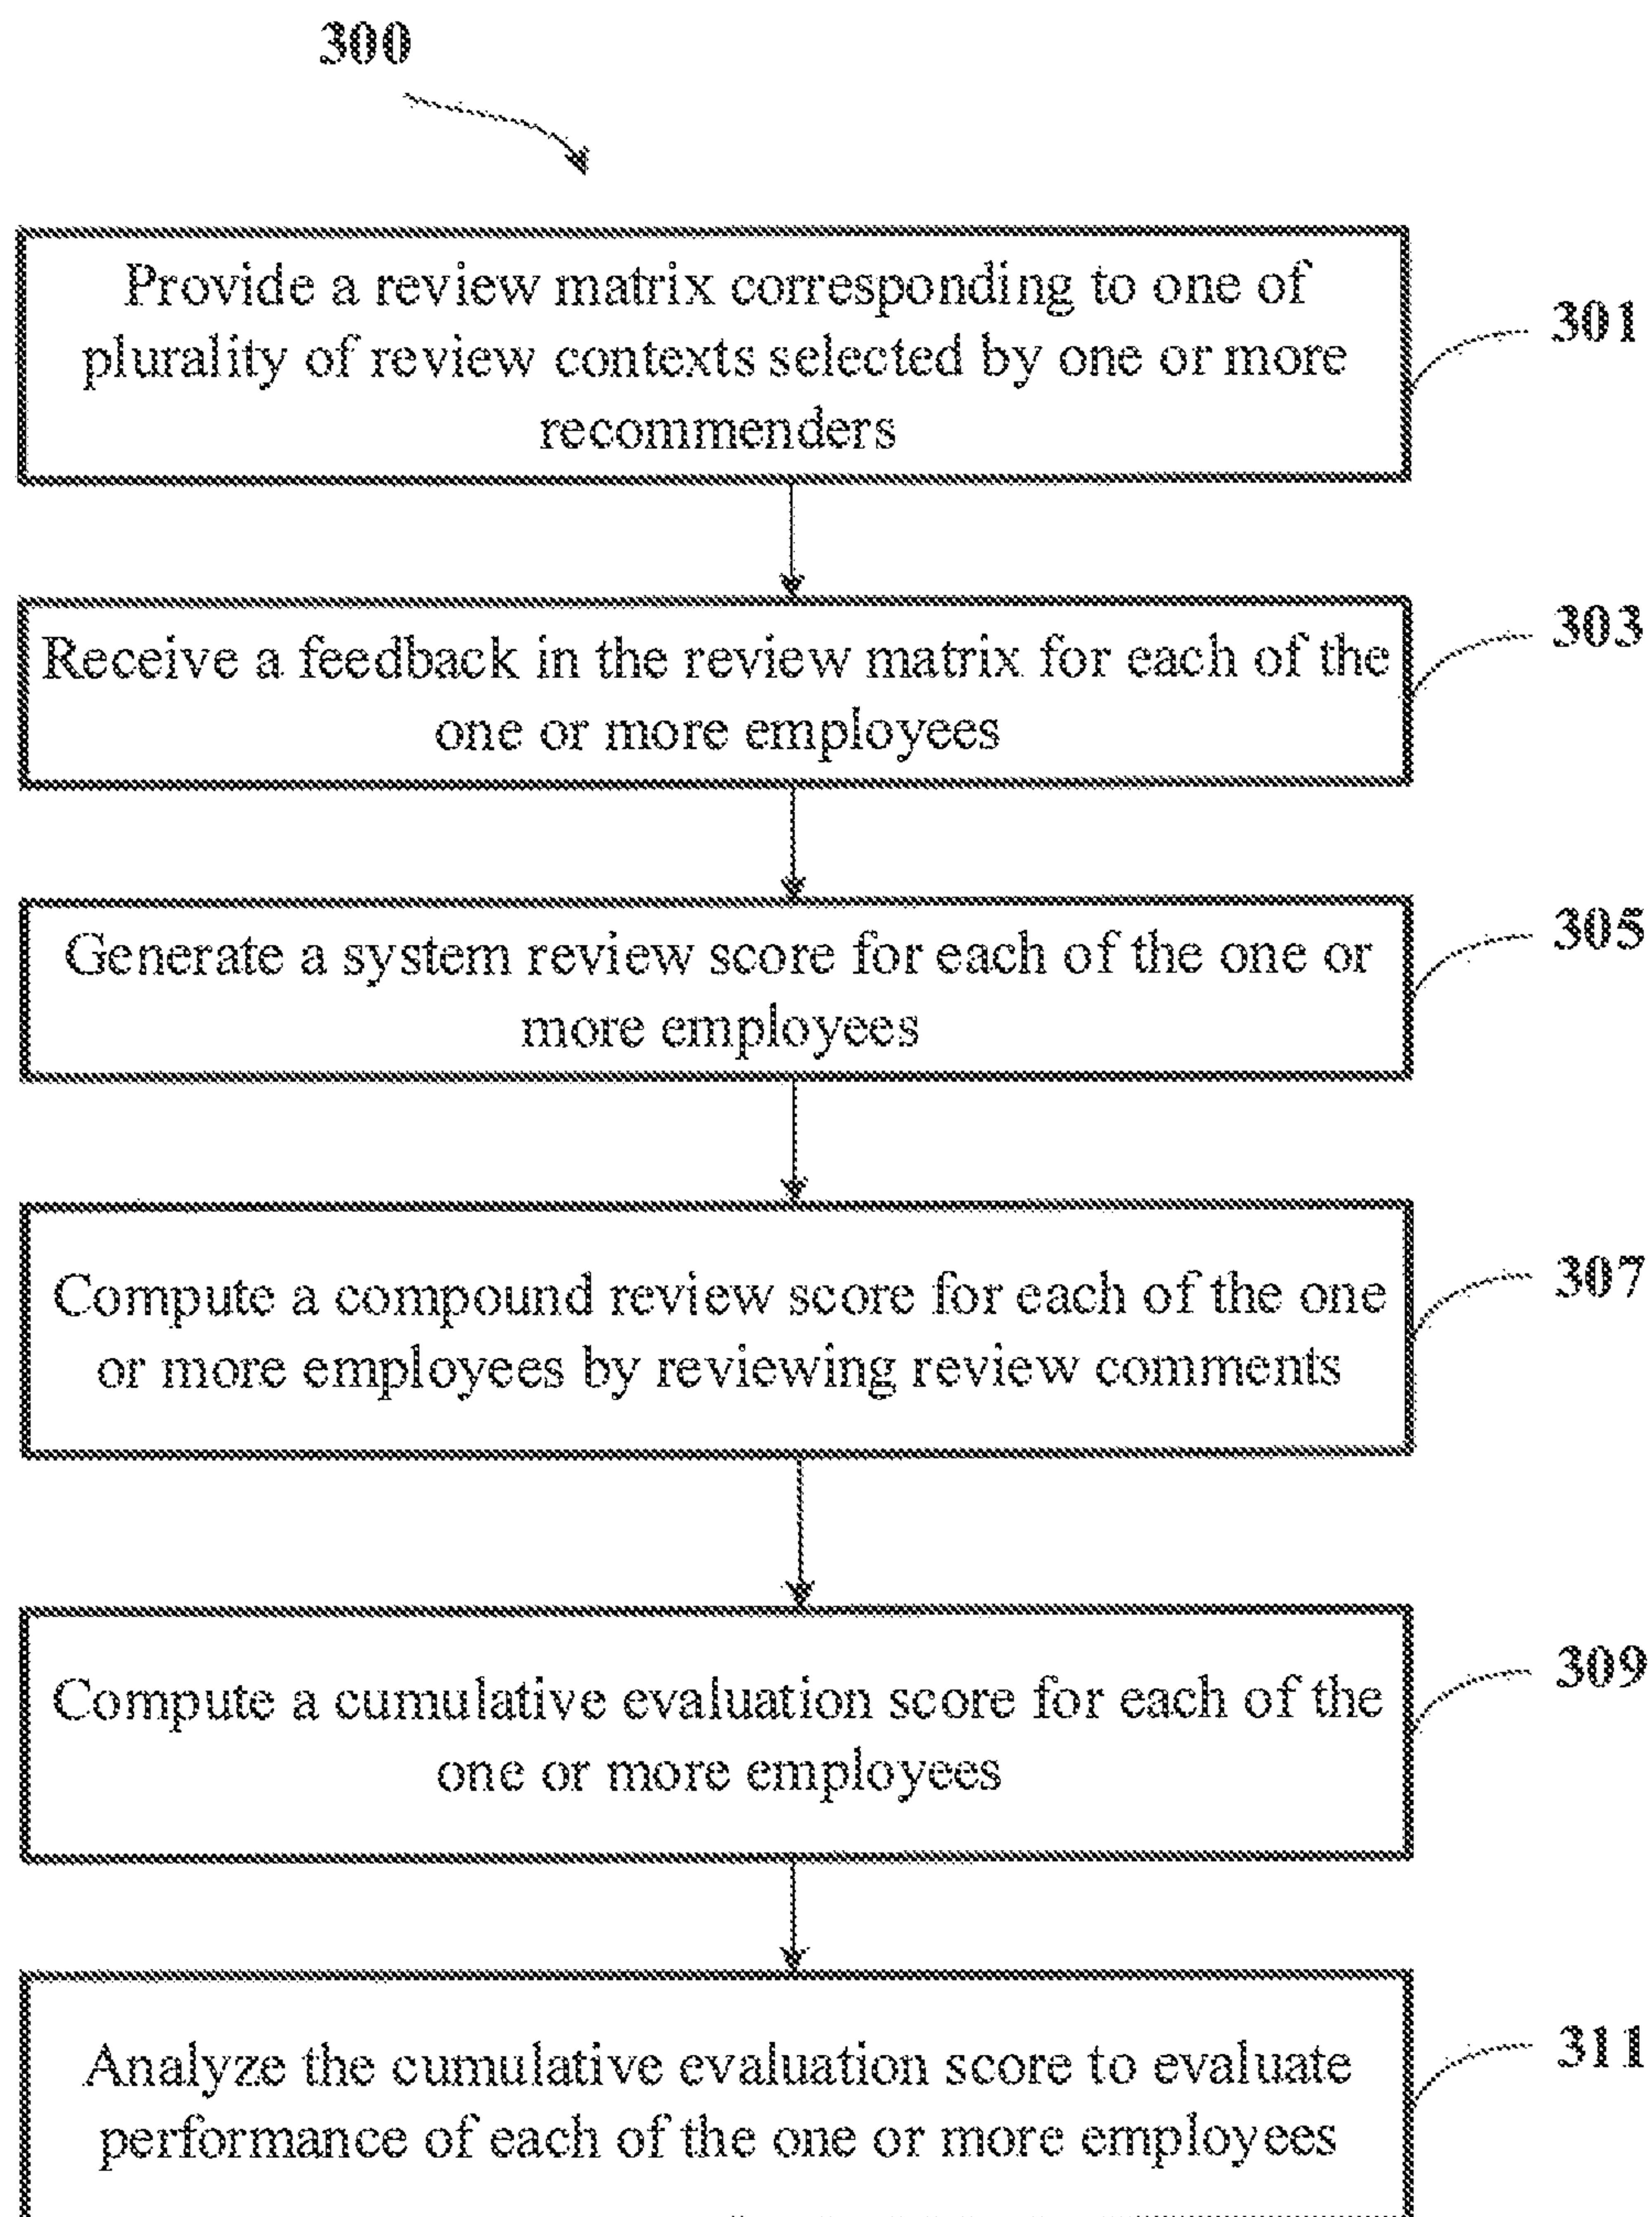 300
Provide a review matrix corresponding to one of
plurality of review contexts selected by one or more
recommenders
301
Receive a feedback in the review matrix for each of the
one or more employees
303
Generate a system review score for each of the one or
more employees
305
Compute a compound review score for each of the one
or more employees by reviewing review comments
307
Compute a cumulative evaluation score for each of the
one or more employees
309
Analyze the cumulative evaluation score to evaluate
performance of each of the one or more employees
311